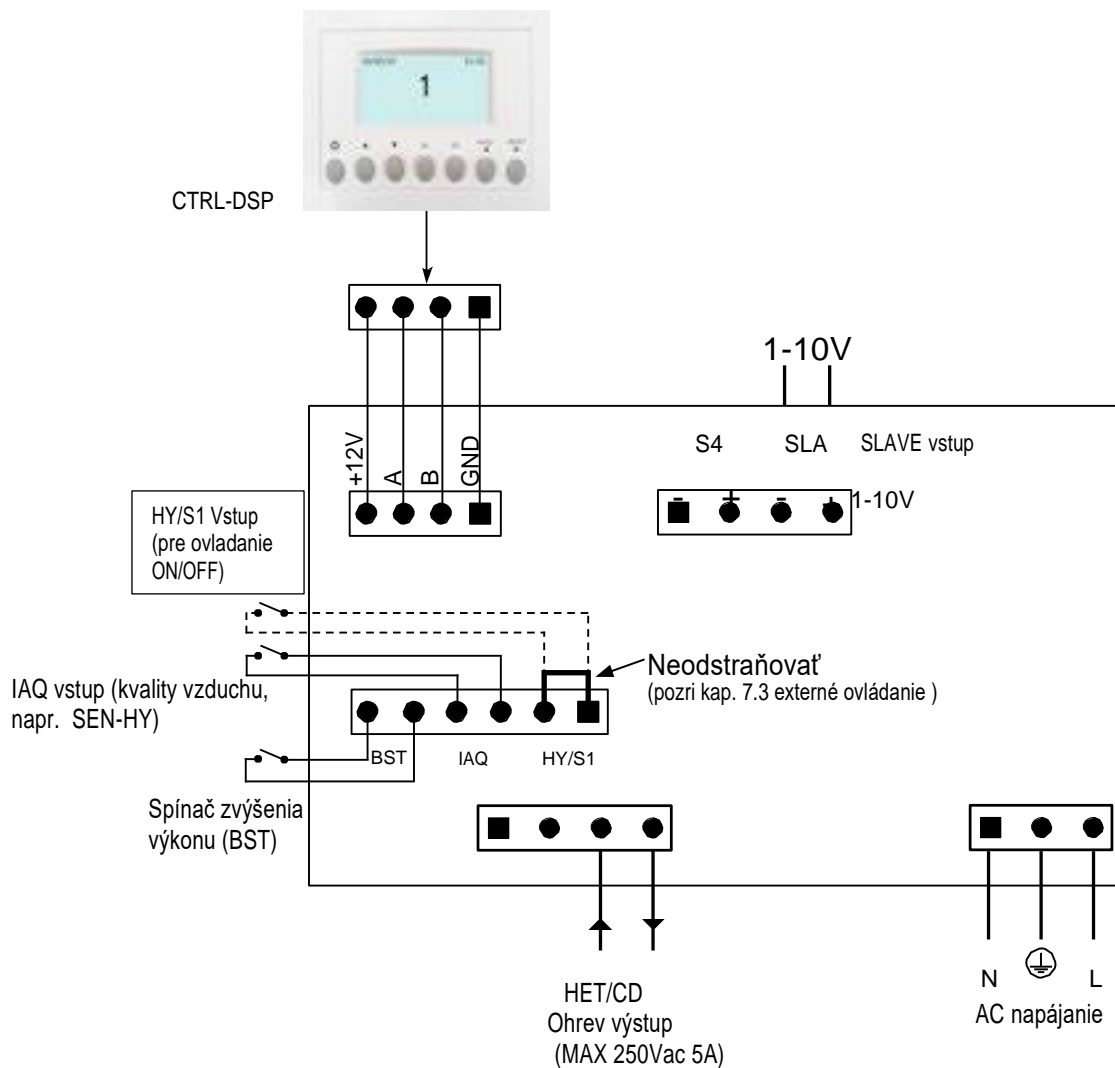 1
CTRL-DSP
1-10V
+12V
A
B
GND
S4
SLA
SLAVE vstup
- + - +
1-10V
HY/S1 Vstup
(pre ovladanie
ON/OFF)
Neodstraňovať
(pozri kap. 7.3 externé ovládanie )
IAQ vstup (kvality vzduchu,
napr. SEN-HY)
BST
IAQ
HY/S1
Spínač zvýšenia
výkonu (BST)
HET/CD
Ohrev výstup
(MAX 250Vac 5A)
N
L
AC napájanie